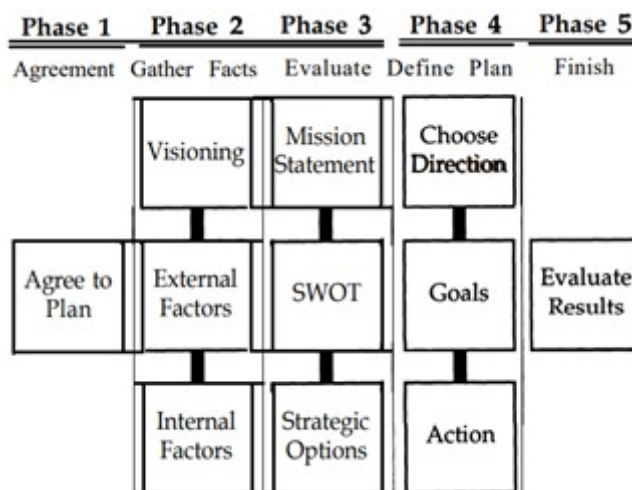 Phase 1 Phase 2 Phase 3 Phase 4 Phase 5
Agreement Gather Facts Evaluate Define Plan Finish
Visioning
Mission
Statement
Choose
Direction
Agree to
Plan
External
Factors
SWOT
Goals
Evaluate
Results
Internal
Factors
Strategic
Options
Action